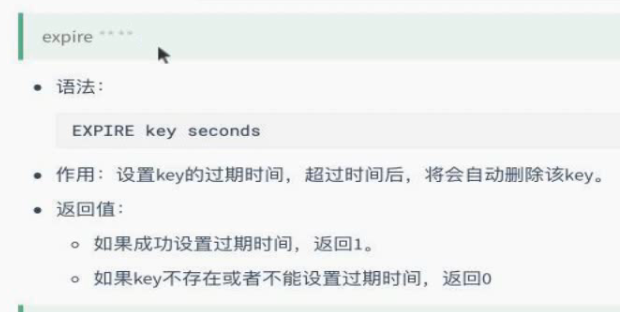 expire ****
语法：
EXPIRE key seconds
作用：设置key的过期时间，超过时间后，将会自动删除该key。
返回值：
如果成功设置过期时间，返回1。
如果key不存在或者不能设置过期时间，返回0